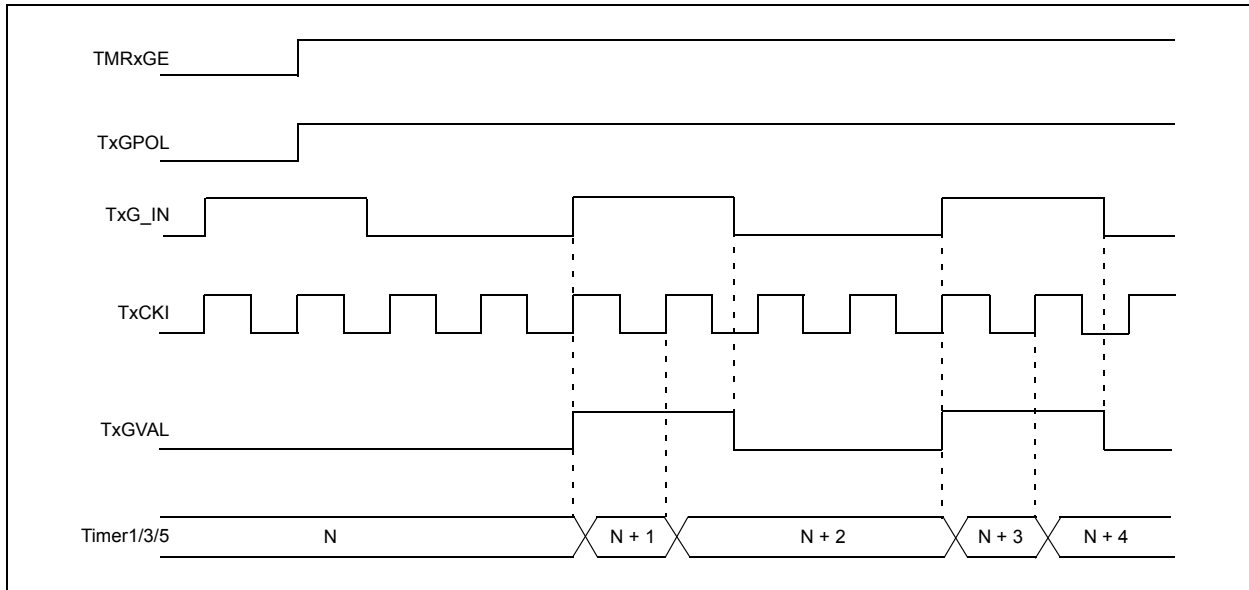 TMRxGE
TxGPOL
TxG_IN
TxCKI
TxGVAL
Timer1/3/5 N N + 1 N + 2 N + 3 N + 4